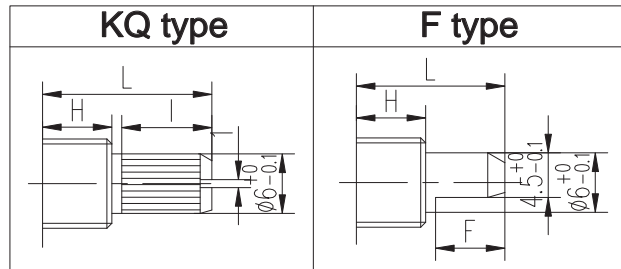 KQ type
F type
L
H
I
1
+0
ø6-0.1
L
H
F
+0
4.5-0.1
+0
ø6-0.1